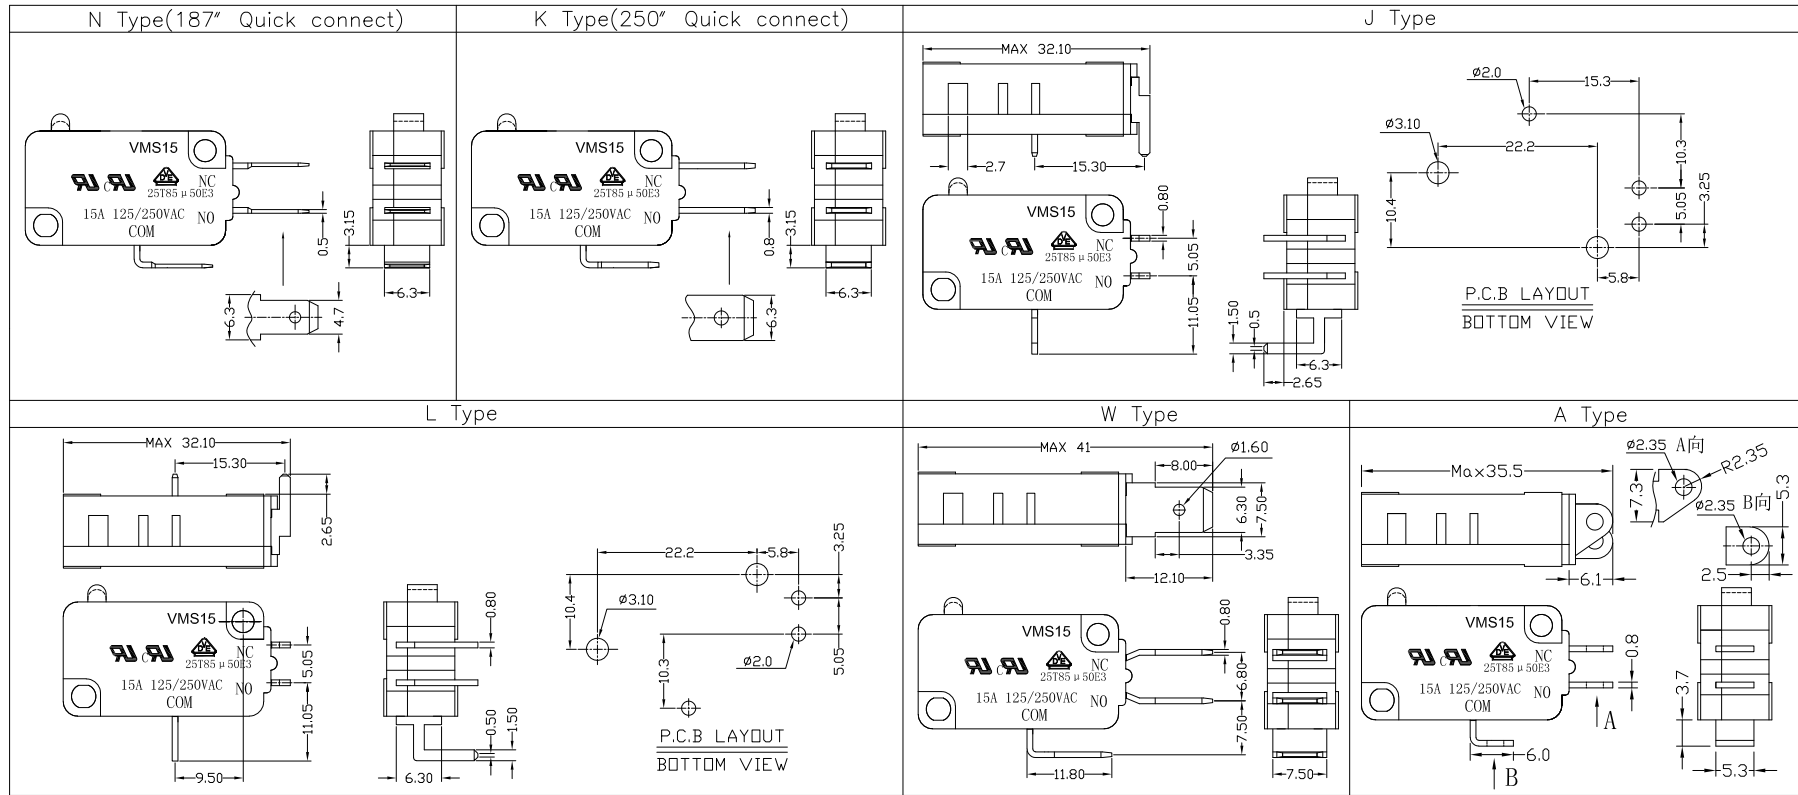 N Type(187″ Quick connect)
VMS15
NC
25T85 μ 50E3
15A 125/250VAC NO
COM
0.5
3.15
6.3
6.3
4.7
K Type(250″ Quick connect)
VMS15
NC
25T85 μ 50E3
15A 125/250VAC NO
COM
0.8
3.15
6.3
6.3
J Type
MAX 32.10
2.7
15.30
VMS15
NC
25T85 μ 50E3
15A 125/250VAC NO
COM
0.80
5.05
11.05
1.50
0.5
6.3
2.65
Ø2.0
15.3
Ø3.10
22.2
10.3
10.4
5.05
3.25
5.8
P.C.B LAYOUT
BOTTOM VIEW
L Type
MAX 32.10
15.30
2.65
VMS15
NC
25T85 μ 50E3
15A 125/250VAC NO
COM
5.05
11.05
9.50
0.80
0.50
1.50
6.30
22.2
5.8
3.25
10.4
Ø3.10
5.05
10.3
Ø2.0
P.C.B LAYOUT
BOTTOM VIEW
W Type
MAX 41
8.00
Ø1.60
6.30
7.50
3.35
12.10
VMS15
NC
25T85 μ 50E3
15A 125/250VAC NO
COM
0.80
6.80
7.50
11.80
7.50
A Type
Max35.5
6.1
Ø2.35 A向
R2.35
7.3
Ø2.35 B向
5.3
2.5
VMS15
NC
25T85 μ 50E3
15A 125/250VAC NO
COM
0.8
A
6.0
B
3.7
5.3